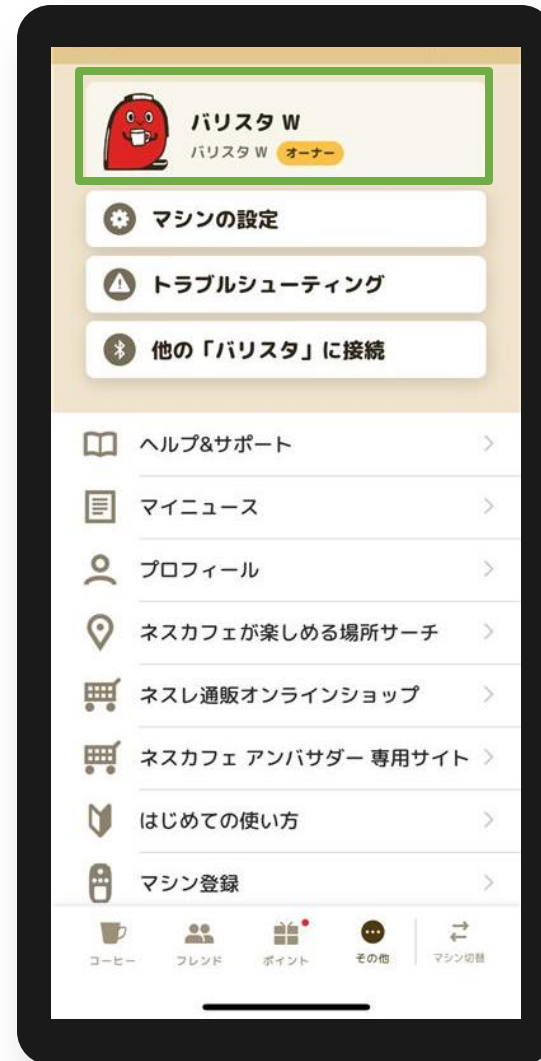 バリスタ W
バリスタ W オーナー
マシンの設定
トラブルシューティング
他の「バリスタ」に接続
ヘルプ&サポート
マイニュース
プロフィール
ネスカフェが楽しめる場所サーチ
ネスレ通販オンラインショップ
ネスカフェ アンバサダー 専用サイト
はじめての使い方
マシン登録
コーヒー フレンド ポイント その他 マシン切替